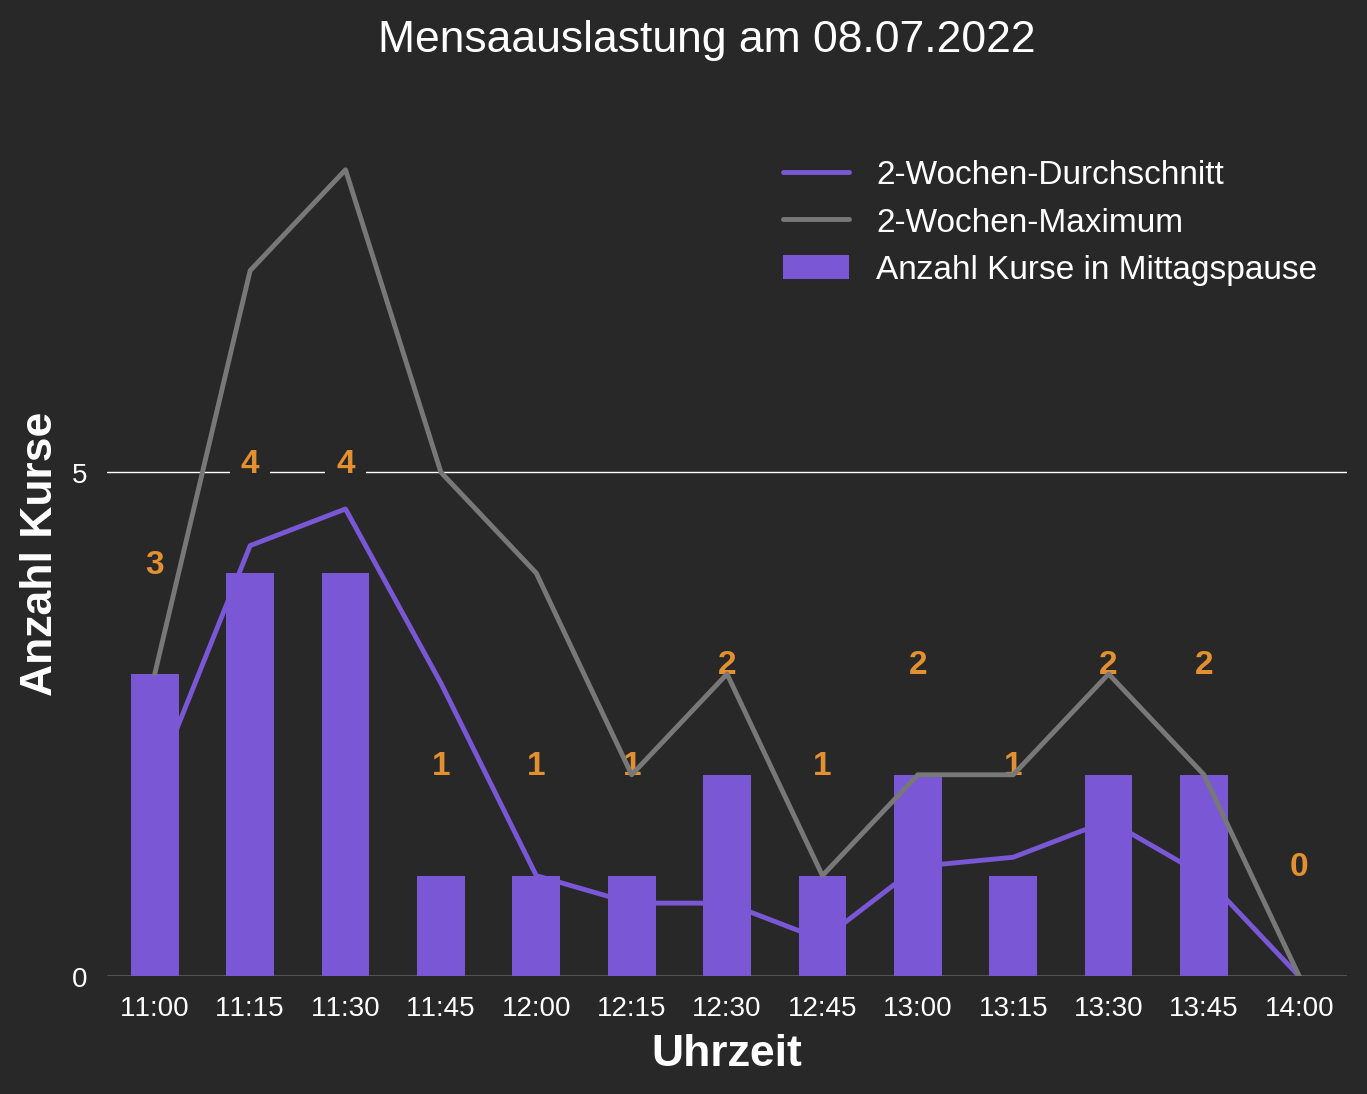 Mensaauslastung am 08.07.2022
2-Wochen-Durchschnitt
2-Wochen-Maximum
Anzahl Kurse in Mittagspause
Anzahl Kurse
5
0
3
4
4
1
1
1
2
1
2
1
2
2
0
11:00 11:15 11:30 11:45 12:00 12:15 12:30 12:45 13:00 13:15 13:30 13:45 14:00
Uhrzeit